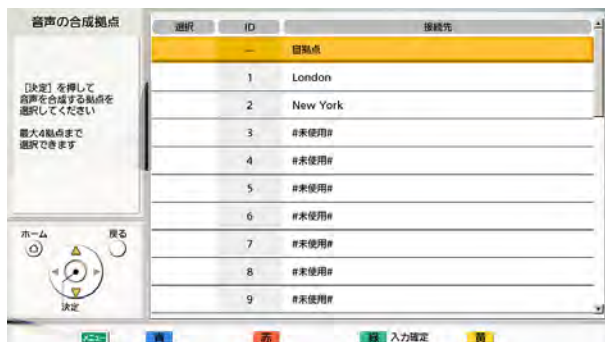 音声の合成拠点
選択 ID 接続先
［決定］を押して
音声を合成する拠点を
選択してください
最大4拠点まで
選択できます
— 自拠点
1 London
2 New York
3 #未使用#
4 #未使用#
5 #未使用#
6 #未使用#
7 #未使用#
8 #未使用#
9 #未使用#
ホーム 戻る
決定
メニュー 青 赤 緑 入力確定 黄